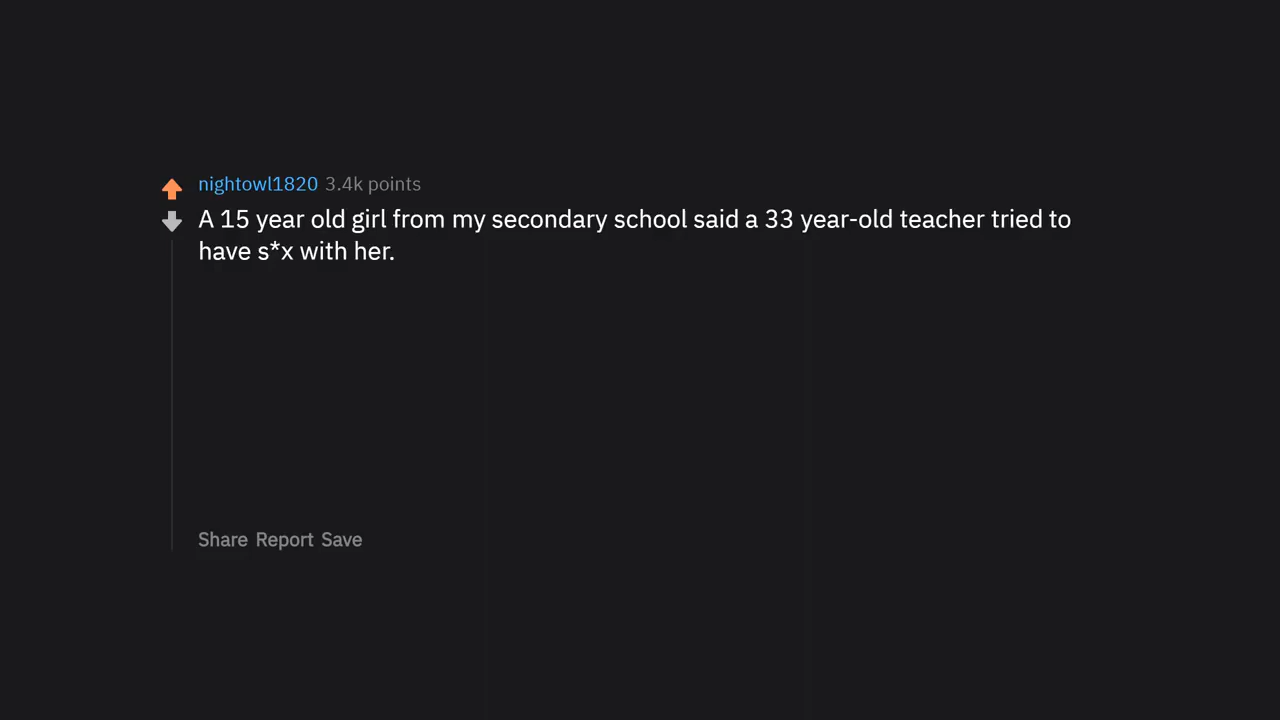 nightowl1820 3.4k points
A 15 year old girl from my secondary school said a 33 year-old teacher tried to
have s*x with her.
Share Report Save